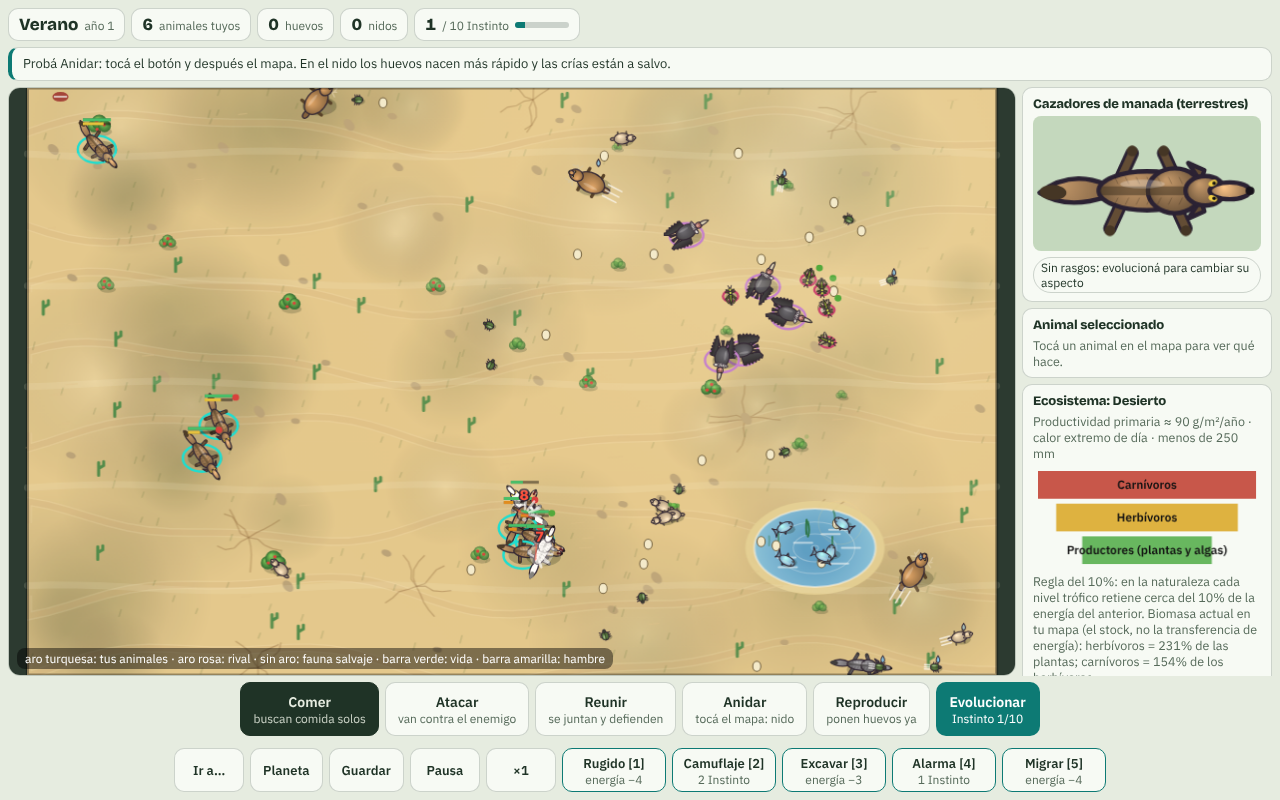 Verano año 1
6 animales tuyos
0 huevos
0 nidos
1 / 10 Instinto
Probá Anidar: tocá el botón y después el mapa. En el nido los huevos nacen más rápido y las crías están a salvo.
8
7
aro turquesa: tus animales · aro rosa: rival · sin aro: fauna salvaje · barra verde: vida · barra amarilla: hambre
Cazadores de manada (terrestres)
Sin rasgos: evolucioná para cambiar su
aspecto
Animal seleccionado
Tocá un animal en el mapa para ver qué
hace.
Ecosistema: Desierto
Productividad primaria ≈ 90 g/m²/año ·
calor extremo de día · menos de 250
mm
Carnívoros
Herbívoros
Productores (plantas y algas)
Regla del 10%: en la naturaleza cada
nivel trófico retiene cerca del 10% de la
energía del anterior. Biomasa actual en
tu mapa (el stock, no la transferencia de
energía): herbívoros = 231% de las
plantas; carnívoros = 154% de los
Comer
buscan comida solos
Atacar
van contra el enemigo
Reunir
se juntan y defienden
Anidar
tocá el mapa: nido
Reproducir
ponen huevos ya
Evolucionar
Instinto 1/10
Ir a...
Planeta
Guardar
Pausa
×1
Rugido [1]
energía −4
Camuflaje [2]
2 Instinto
Excavar [3]
energía −3
Alarma [4]
1 Instinto
Migrar [5]
energía −4